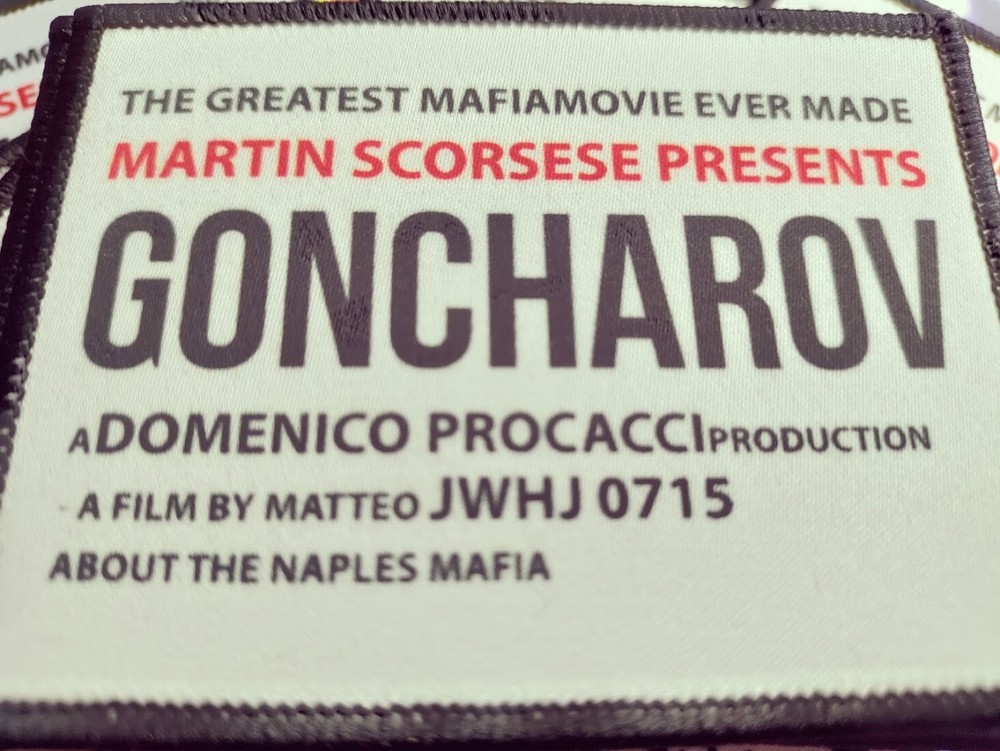 THE GREATEST MAFIAMOVIE EVER MADE
MARTIN SCORSESE PRESENTS
GONCHAROV
A DOMENICO PROCACCI PRODUCTION
A FILM BY MATTEO JWHJ 0715
ABOUT THE NAPLES MAFIA